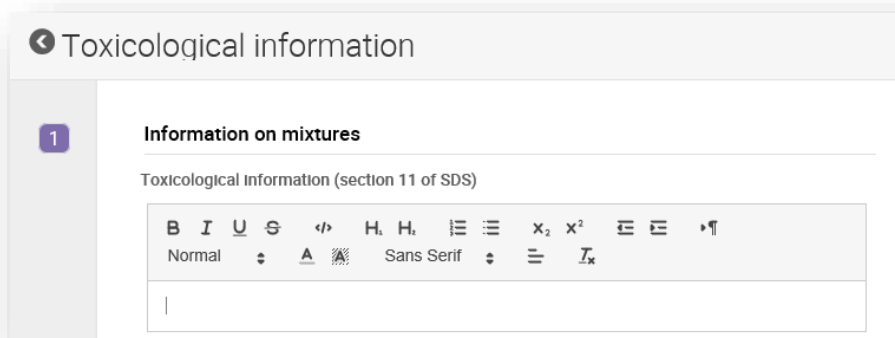 Toxicological information
1
Information on mixtures
Toxicological information (section 11 of SDS)
B I U S </> H₁ H₂ X₂ X² ¶
Normal A A Sans Serif Tx